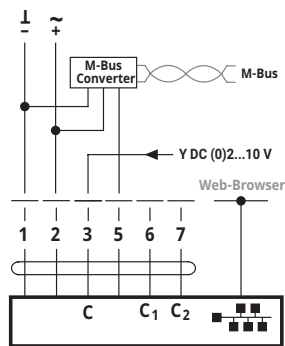 ⊥ ~
– +
M-Bus
Converter
M-Bus
Y DC (0)2...10 V
Web-Browser
1 2 3 5 6 7
C C1 C2